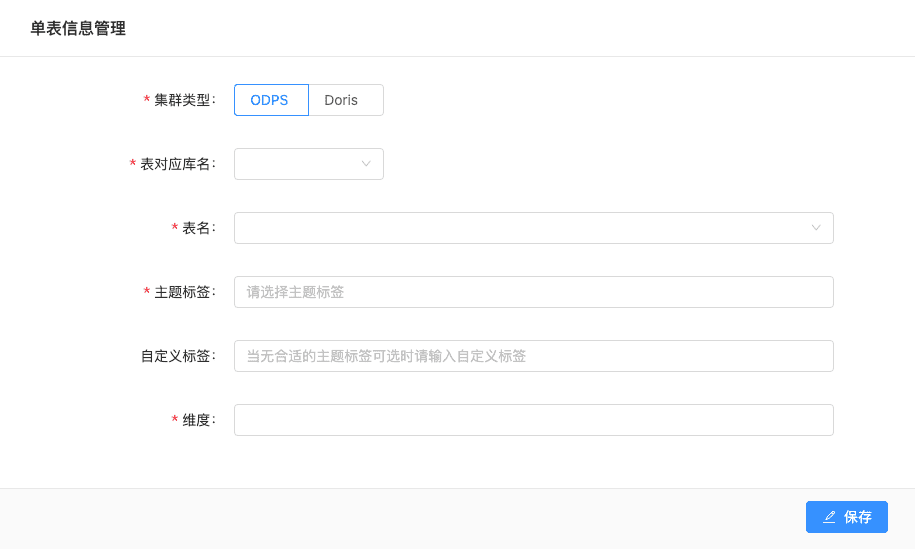 单表信息管理
* 集群类型： ODPS Doris
* 表对应库名：
* 表名：
* 主题标签： 请选择主题标签
自定义标签： 当无合适的主题标签可选时请输入自定义标签
* 维度：
保存